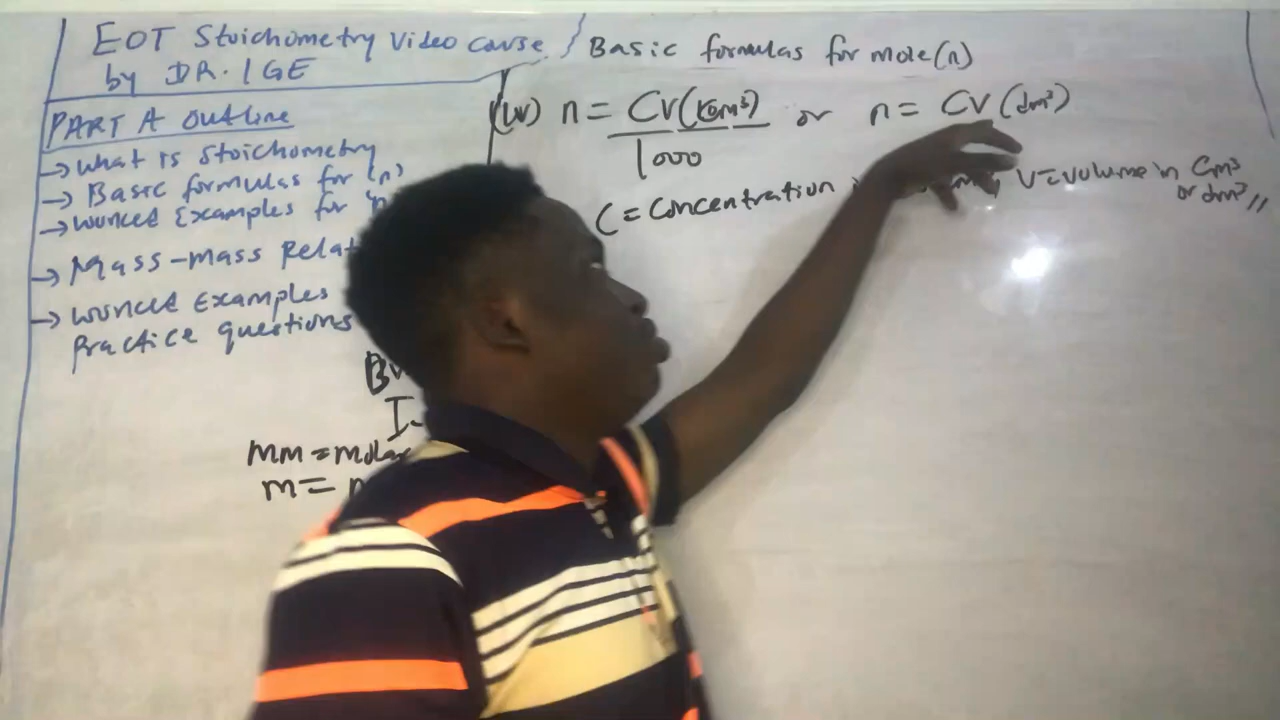 EOT Stoichometry Video Cause
by DR. IGE
PART A Outline
→ What is Stoichometry
→ Basic formulas for (n)
→ Worked Examples for 'n
→ Mass-mass Relat
→ Worked Examples
Practice questions
Basic formulas for mole(n)
(iv) n = CV(cm³) or n = CV(dm³)
1000
C = Concentration
V = Volume in Cm³
or dm³ //
I
mm = molar
m =